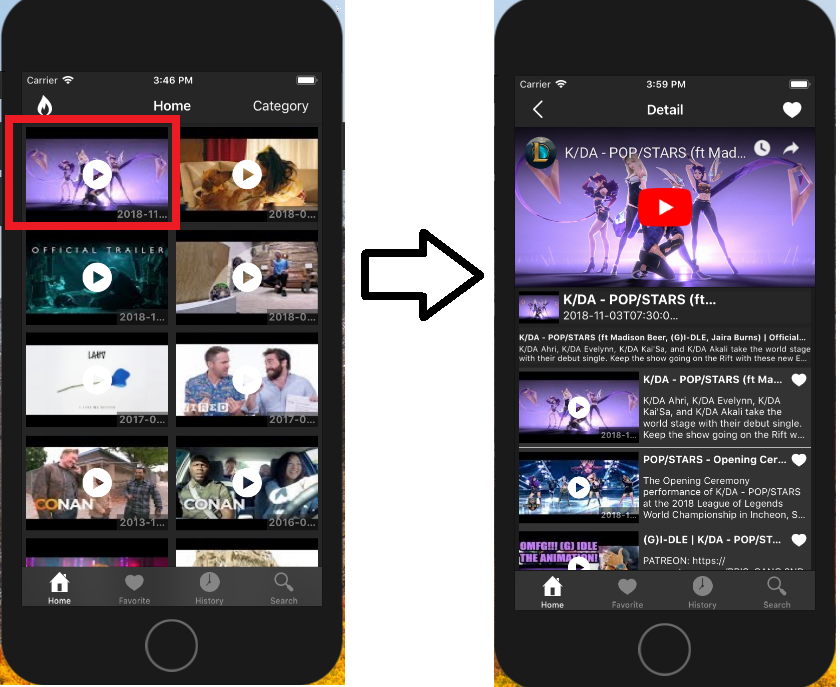 Carrier 3:46 PM
Home Category
2018-11...
2018-0...
OFFICIAL TRAILER
2018-1...
2018-0...
LAUV
2017-0...
WIRED
2017-0...
CONAN
2013-1...
CONAN
2016-0...
Home Favorite History Search
Carrier 3:59 PM
Detail
K/DA - POP/STARS (ft Mad...
K/DA - POP/STARS (ft...
2018-11-03T07:30:0...
K/DA - POP/STARS (ft Madison Beer, (G)I-DLE, Jaira Burns) | Official...
K/DA Ahri, K/DA Evelynn, K/DA Kai'Sa, and K/DA Akali take the world stage
with their debut single. Keep the show going on the Rift with these new E...
K/DA - POP/STARS (ft Ma...
K/DA Ahri, K/DA Evelynn, K/DA
Kai'Sa, and K/DA Akali take the
world stage with their debut single.
Keep the show going on the Rift w...
2018-1...
POP/STARS - Opening Cer...
The Opening Ceremony
performance of K/DA - POP/STARS
at the 2018 League of Legends
World Championship in Incheon, S...
2018-1...
(G)I-DLE | K/DA - POP/ST...
OMFG!!! (G) IDLE
THE ANIMATION!
PATREON: https://
Home Favorite History Search